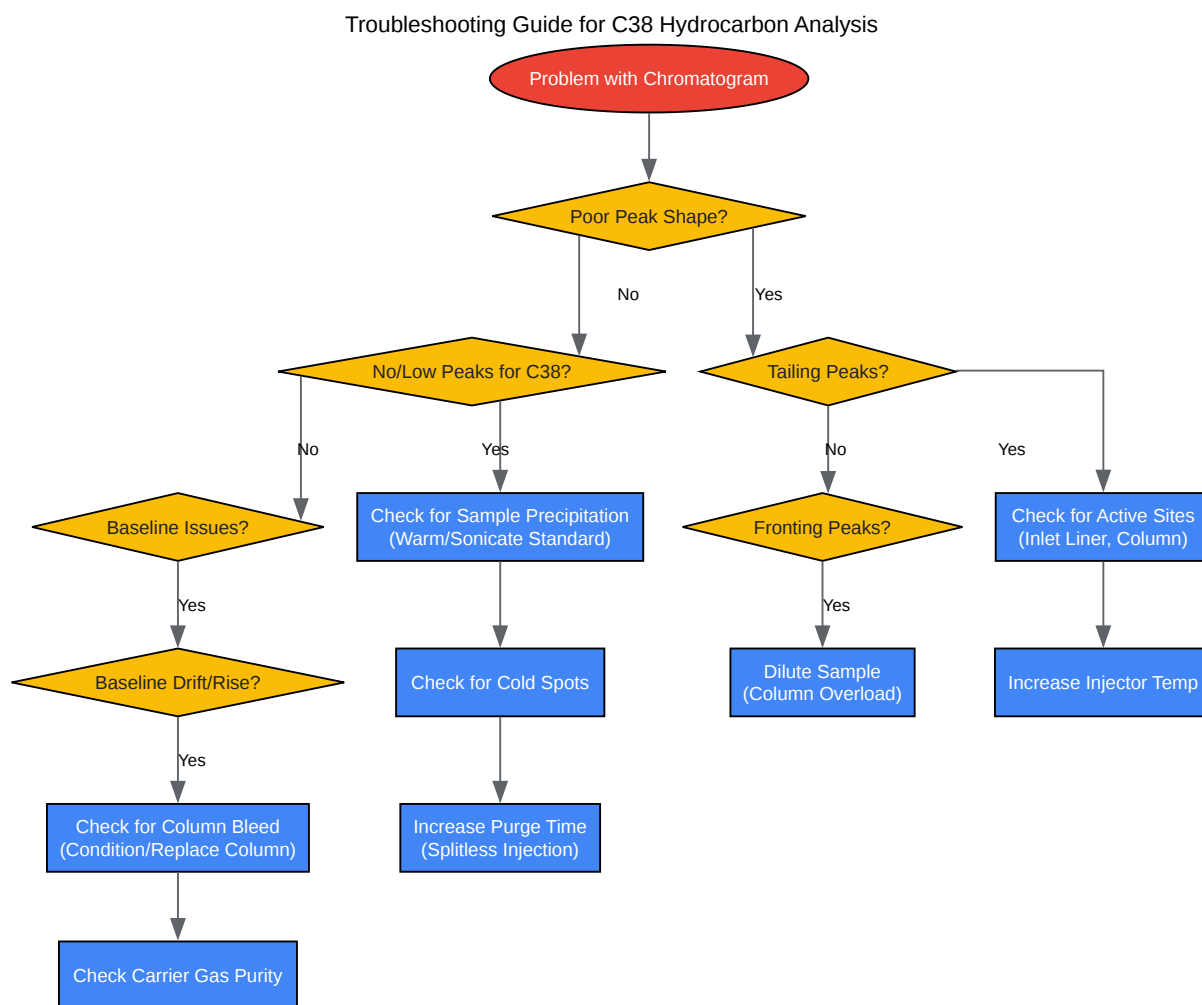 Troubleshooting Guide for C38 Hydrocarbon Analysis
Problem with Chromatogram
Poor Peak Shape?
No
Yes
No/Low Peaks for C38?
Tailing Peaks?
No
Yes
No
Yes
Baseline Issues?
Check for Sample Precipitation
(Warm/Sonicate Standard)
Fronting Peaks?
Check for Active Sites
(Inlet Liner, Column)
Yes
Yes
Baseline Drift/Rise?
Check for Cold Spots
Dilute Sample
(Column Overload)
Increase Injector Temp
Yes
Check for Column Bleed
(Condition/Replace Column)
Increase Purge Time
(Splitless Injection)
Check Carrier Gas Purity